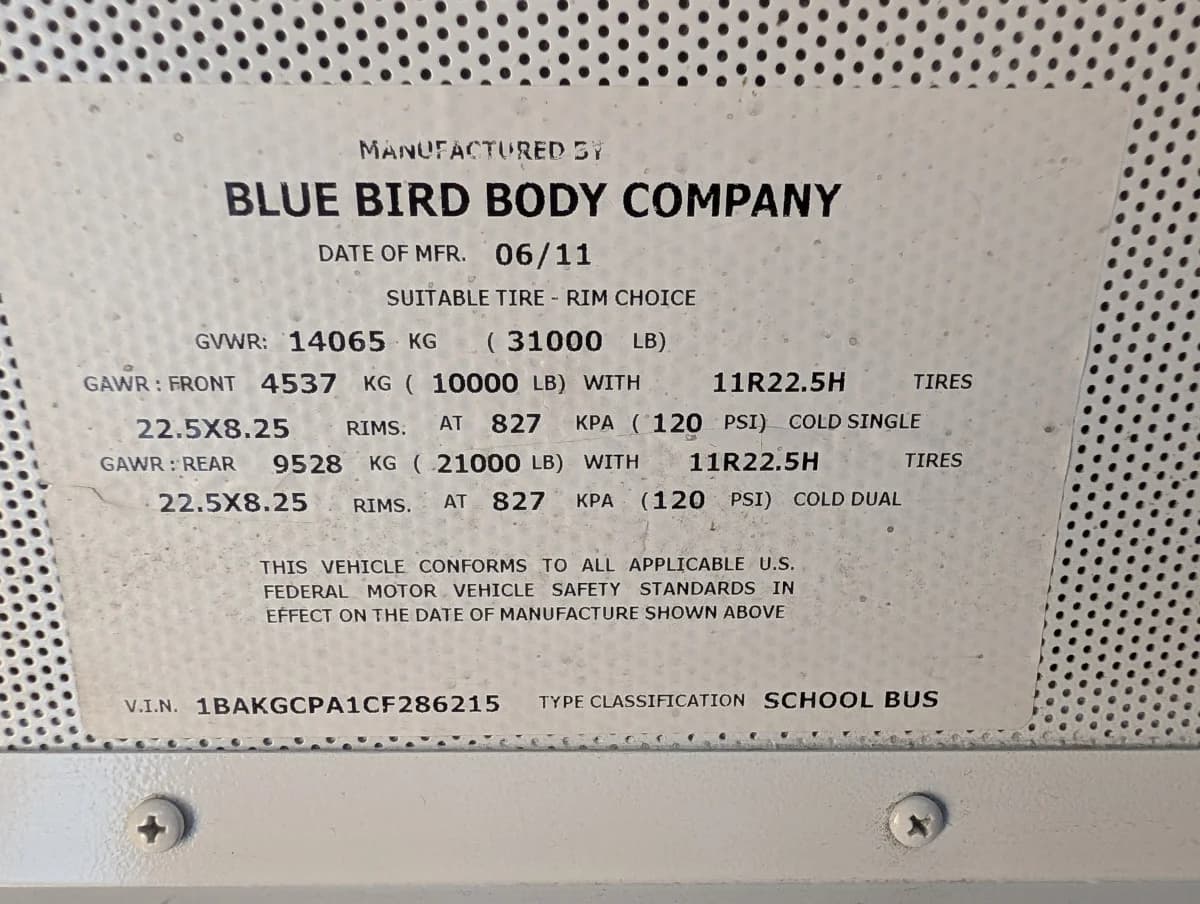 MANUFACTURED BY
BLUE BIRD BODY COMPANY
DATE OF MFR. 06/11
SUITABLE TIRE - RIM CHOICE
GVWR: 14065 KG ( 31000 LB)
GAWR : FRONT 4537 KG ( 10000 LB) WITH 11R22.5H TIRES
22.5X8.25 RIMS. AT 827 KPA ( 120 PSI) COLD SINGLE
GAWR : REAR 9528 KG ( 21000 LB) WITH 11R22.5H TIRES
22.5X8.25 RIMS. AT 827 KPA (120 PSI) COLD DUAL
THIS VEHICLE CONFORMS TO ALL APPLICABLE U.S.
FEDERAL MOTOR VEHICLE SAFETY STANDARDS IN
EFFECT ON THE DATE OF MANUFACTURE SHOWN ABOVE
V.I.N. 1BAKGCPA1CF286215 TYPE CLASSIFICATION SCHOOL BUS